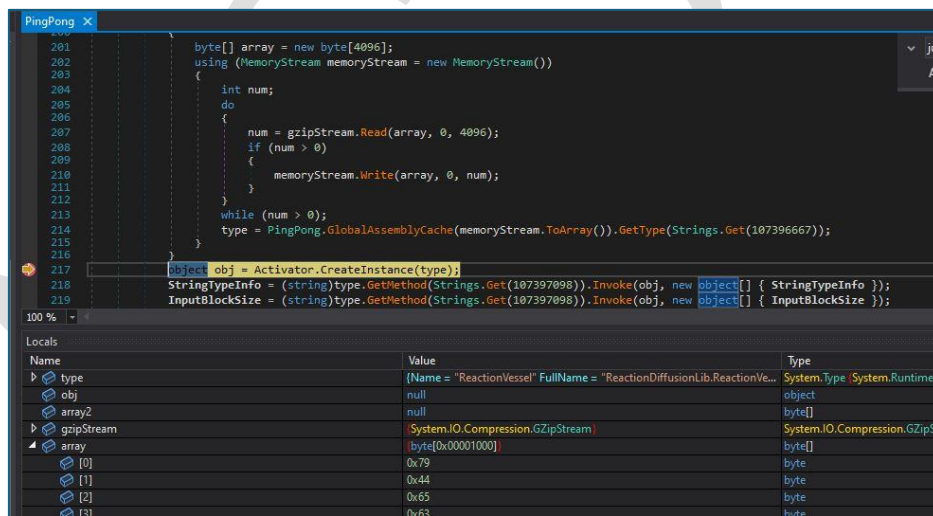 PingPong ×
200 {
201 byte[] array = new byte[4096];
202 using (MemoryStream memoryStream = new MemoryStream())
203 {
204 int num;
205 do
206 {
207 num = gzipStream.Read(array, 0, 4096);
208 if (num > 0)
209 {
210 memoryStream.Write(array, 0, num);
211 }
212 }
213 while (num > 0);
214 type = PingPong.GlobalAssemblyCache(memoryStream.ToArray()).GetType(Strings.Get(107396667));
215 }
216 }
217 object obj = Activator.CreateInstance(type);
218 StringTypeInfo = (string)type.GetMethod(Strings.Get(107397098)).Invoke(obj, new object[] { StringTypeInfo });
219 InputBlockSize = (string)type.GetMethod(Strings.Get(107397098)).Invoke(obj, new object[] { InputBlockSize });
100 %
Locals
Name Value Type
type {Name = "ReactionVessel" FullName = "ReactionDiffusionLib.ReactionVe... System.Type {System.Runtime
obj null object
array2 null byte[]
gzipStream {System.IO.Compression.GZipStream} System.IO.Compression.GZipS
array {byte[0x00001000]} byte[]
[0] 0x79 byte
[1] 0x44 byte
[2] 0x65 byte
[3] 0x63 byte